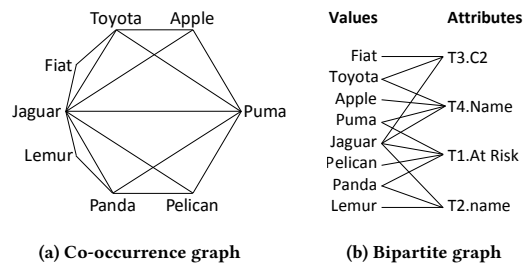 Toyota Apple
Fiat
Jaguar Puma
Lemur
Panda Pelican
(a) Co-occurrence graph
Values Attributes
Fiat T3.C2
Toyota
Apple T4.Name
Puma
Jaguar T1.At Risk
Pelican
Panda
Lemur T2.name
(b) Bipartite graph